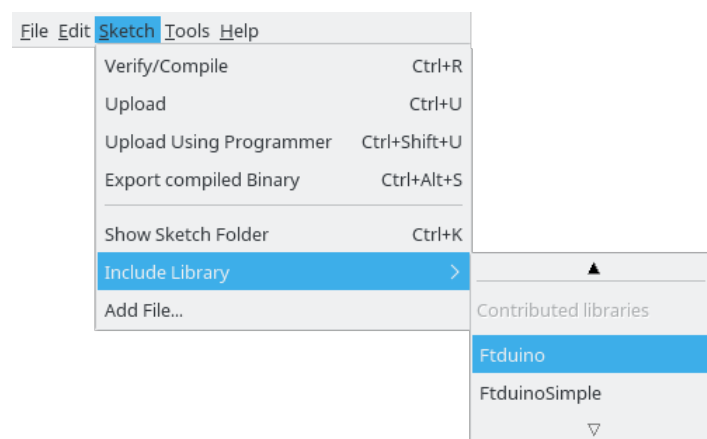 File Edit Sketch Tools Help
Verify/Compile Ctrl+R
Upload Ctrl+U
Upload Using Programmer Ctrl+Shift+U
Export compiled Binary Ctrl+Alt+S
Show Sketch Folder Ctrl+K
Include Library
Add File...
Contributed libraries
Ftduino
FtduinoSimple